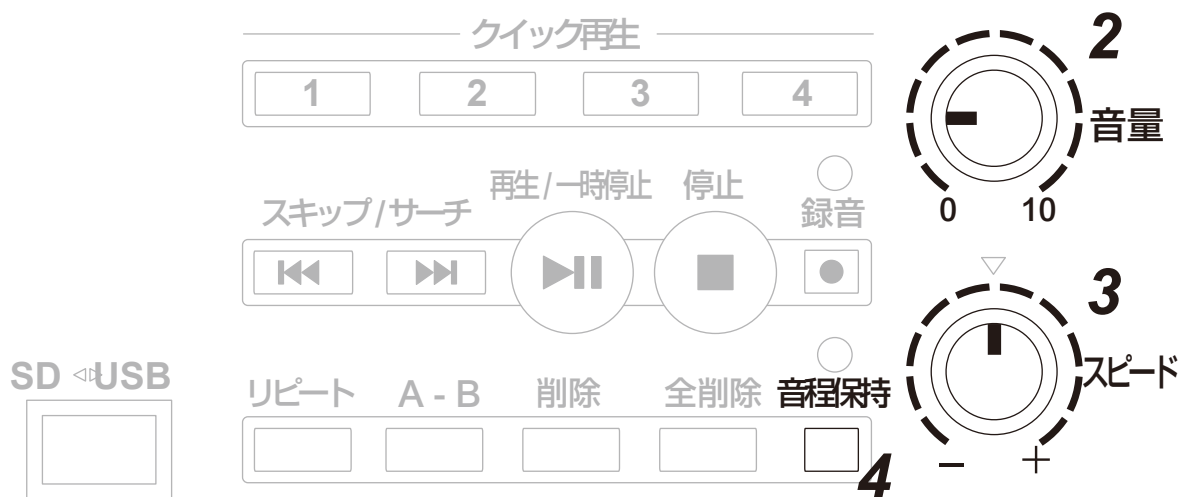 クイック再生
2
1 2 3 4
音量
0 10
スキップ/サーチ
再生/一時停止
停止
録音
3
スピード
- +
SD USB
リピート A - B 削除 全削除 音程保持
4